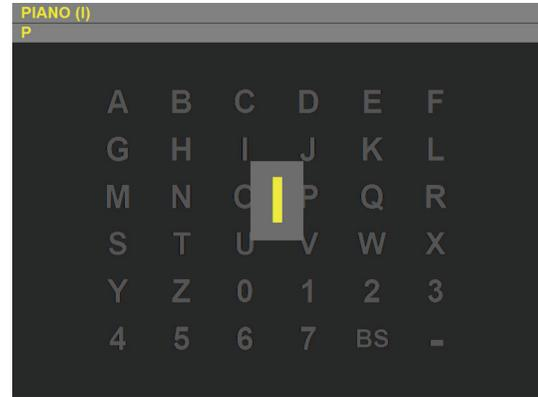 PIANO (I)
P
A B C D E F
G H I J K L
M N O P Q R
I
S T U V W X
Y Z 0 1 2 3
4 5 6 7 BS -